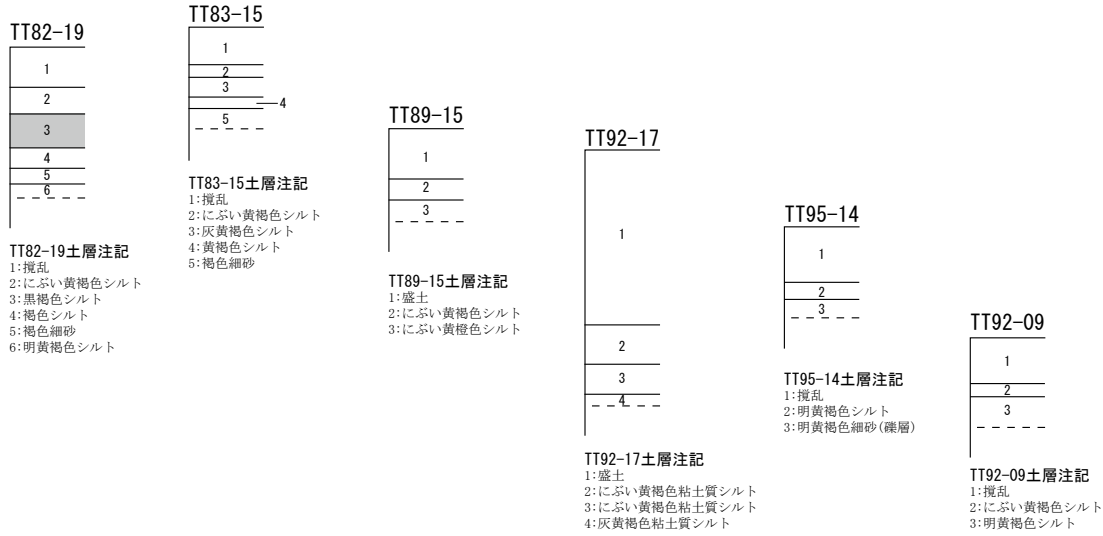 TT82-19
1
2
3
4
5
6
TT82-19土層注記
1:撹乱
2:にぶい黄褐色シルト
3:黒褐色シルト
4:褐色シルト
5:褐色細砂
6:明黄褐色シルト
TT83-15
1
2
3
4
5
TT83-15土層注記
1:撹乱
2:にぶい黄褐色シルト
3:灰黄褐色シルト
4:黄褐色シルト
5:褐色細砂
TT89-15
1
2
3
TT89-15土層注記
1:盛土
2:にぶい黄褐色シルト
3:にぶい黄橙色シルト
TT92-17
1
2
3
4
TT92-17土層注記
1:盛土
2:にぶい黄褐色粘土質シルト
3:にぶい黄褐色粘土質シルト
4:灰黄褐色粘土質シルト
TT95-14
1
2
3
TT95-14土層注記
1:撹乱
2:明黄褐色シルト
3:明黄褐色細砂(礫層)
TT92-09
1
2
3
TT92-09土層注記
1:撹乱
2:にぶい黄褐色シルト
3:明黄褐色シルト